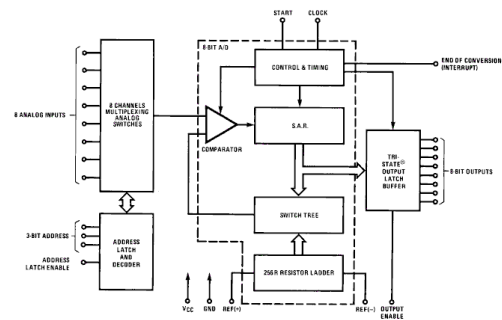 START
CLOCK
8-BIT A/D
CONTROL & TIMING
END OF CONVERSION
(INTERRUPT)
8 ANALOG INPUTS
8 CHANNELS
MULTIPLEXING
ANALOG
SWITCHES
COMPARATOR
S.A.R.
TRI-
STATE®
OUTPUT
LATCH
BUFFER
8-BIT OUTPUTS
SWITCH TREE
3-BIT ADDRESS
ADDRESS
LATCH ENABLE
ADDRESS
LATCH
AND
DECODER
256R RESISTOR LADDER
VCC
GND
REF(+)
REF(−)
OUTPUT
ENABLE